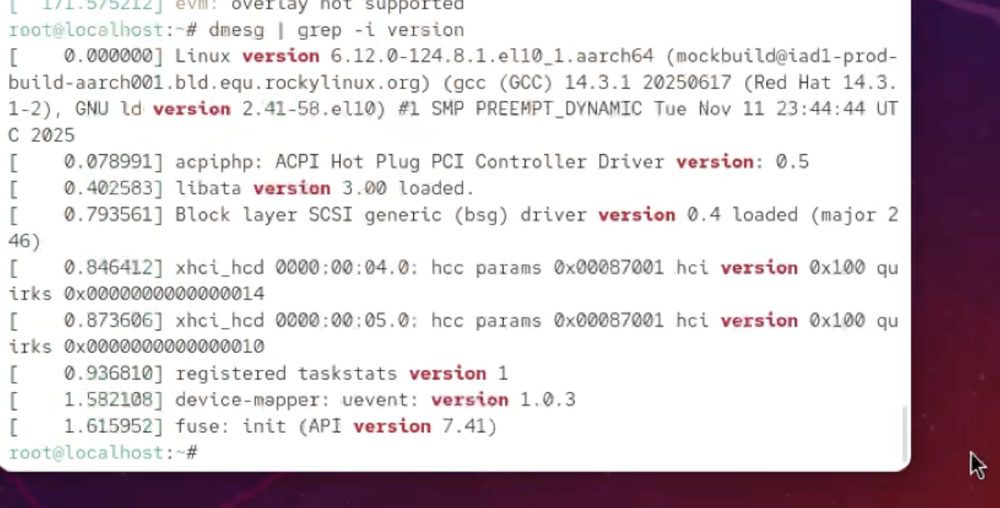 [  171.575212] evm: overlay not supported
root@localhost:~# dmesg | grep -i version
[    0.000000] Linux version 6.12.0-124.8.1.el10_1.aarch64 (mockbuild@iad1-prod-
build-aarch001.bld.equ.rockylinux.org) (gcc (GCC) 14.3.1 20250617 (Red Hat 14.3.
1-2), GNU ld version 2.41-58.el10) #1 SMP PREEMPT_DYNAMIC Tue Nov 11 23:44:44 UT
C 2025
[    0.078991] acpiphp: ACPI Hot Plug PCI Controller Driver version: 0.5
[    0.402583] libata version 3.00 loaded.
[    0.793561] Block layer SCSI generic (bsg) driver version 0.4 loaded (major 2
46)
[    0.846412] xhci_hcd 0000:00:04.0: hcc params 0x00087001 hci version 0x100 qu
irks 0x0000000000000014
[    0.873606] xhci_hcd 0000:00:05.0: hcc params 0x00087001 hci version 0x100 qu
irks 0x0000000000000010
[    0.936810] registered taskstats version 1
[    1.582108] device-mapper: uevent: version 1.0.3
[    1.615952] fuse: init (API version 7.41)
root@localhost:~#